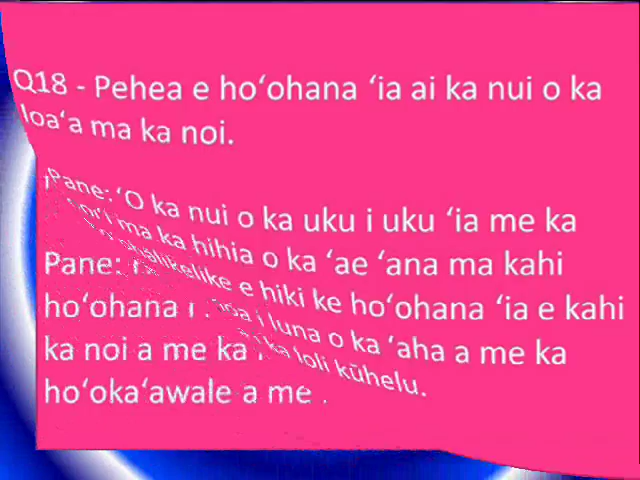 Q18 - Pehea e hoʻohana ʻia ai ka nui o ka
loaʻa ma ka noi.
Pane: ʻO ka nui o ka uku i uku ʻia me ka
ma ka hihia o ka ʻae ʻana ma kahi
e hiki ke hoʻohana ʻia e kahi
i luna o ka ʻaha a me ka
ka loli kūhelu.
Pane:
hoʻohana
ka noi a me ka
hoʻokaʻawale a me